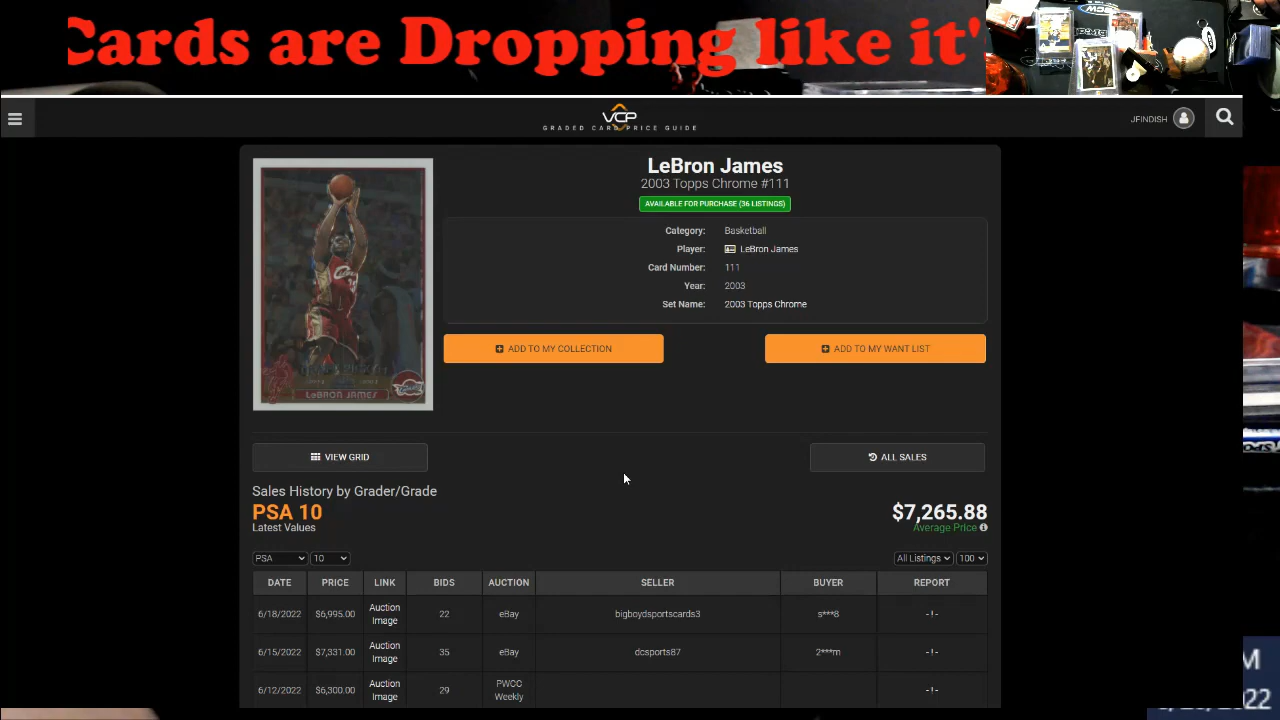 Cards are Dropping like it'
VCP
GRADED CARD PRICE GUIDE
JFINDISH
LeBron James
2003 Topps Chrome #111
AVAILABLE FOR PURCHASE (36 LISTINGS)
Category: Basketball
Player: LeBron James
Card Number: 111
Year: 2003
Set Name: 2003 Topps Chrome
LeBRON JAMES
ADD TO MY COLLECTION
ADD TO MY WANT LIST
VIEW GRID
ALL SALES
Sales History by Grader/Grade
PSA 10
$7,265.88
Latest Values
Average Price
PSA 10
All Listings 100
DATE PRICE LINK BIDS AUCTION SELLER BUYER REPORT
6/18/2022 $6,995.00 Auction Image 22 eBay bigboydsportscards3 s***8 -!-
6/15/2022 $7,331.00 Auction Image 35 eBay dcsports87 2***m -!-
6/12/2022 $6,300.00 Auction Image 29 PWCC Weekly -!-
M
022